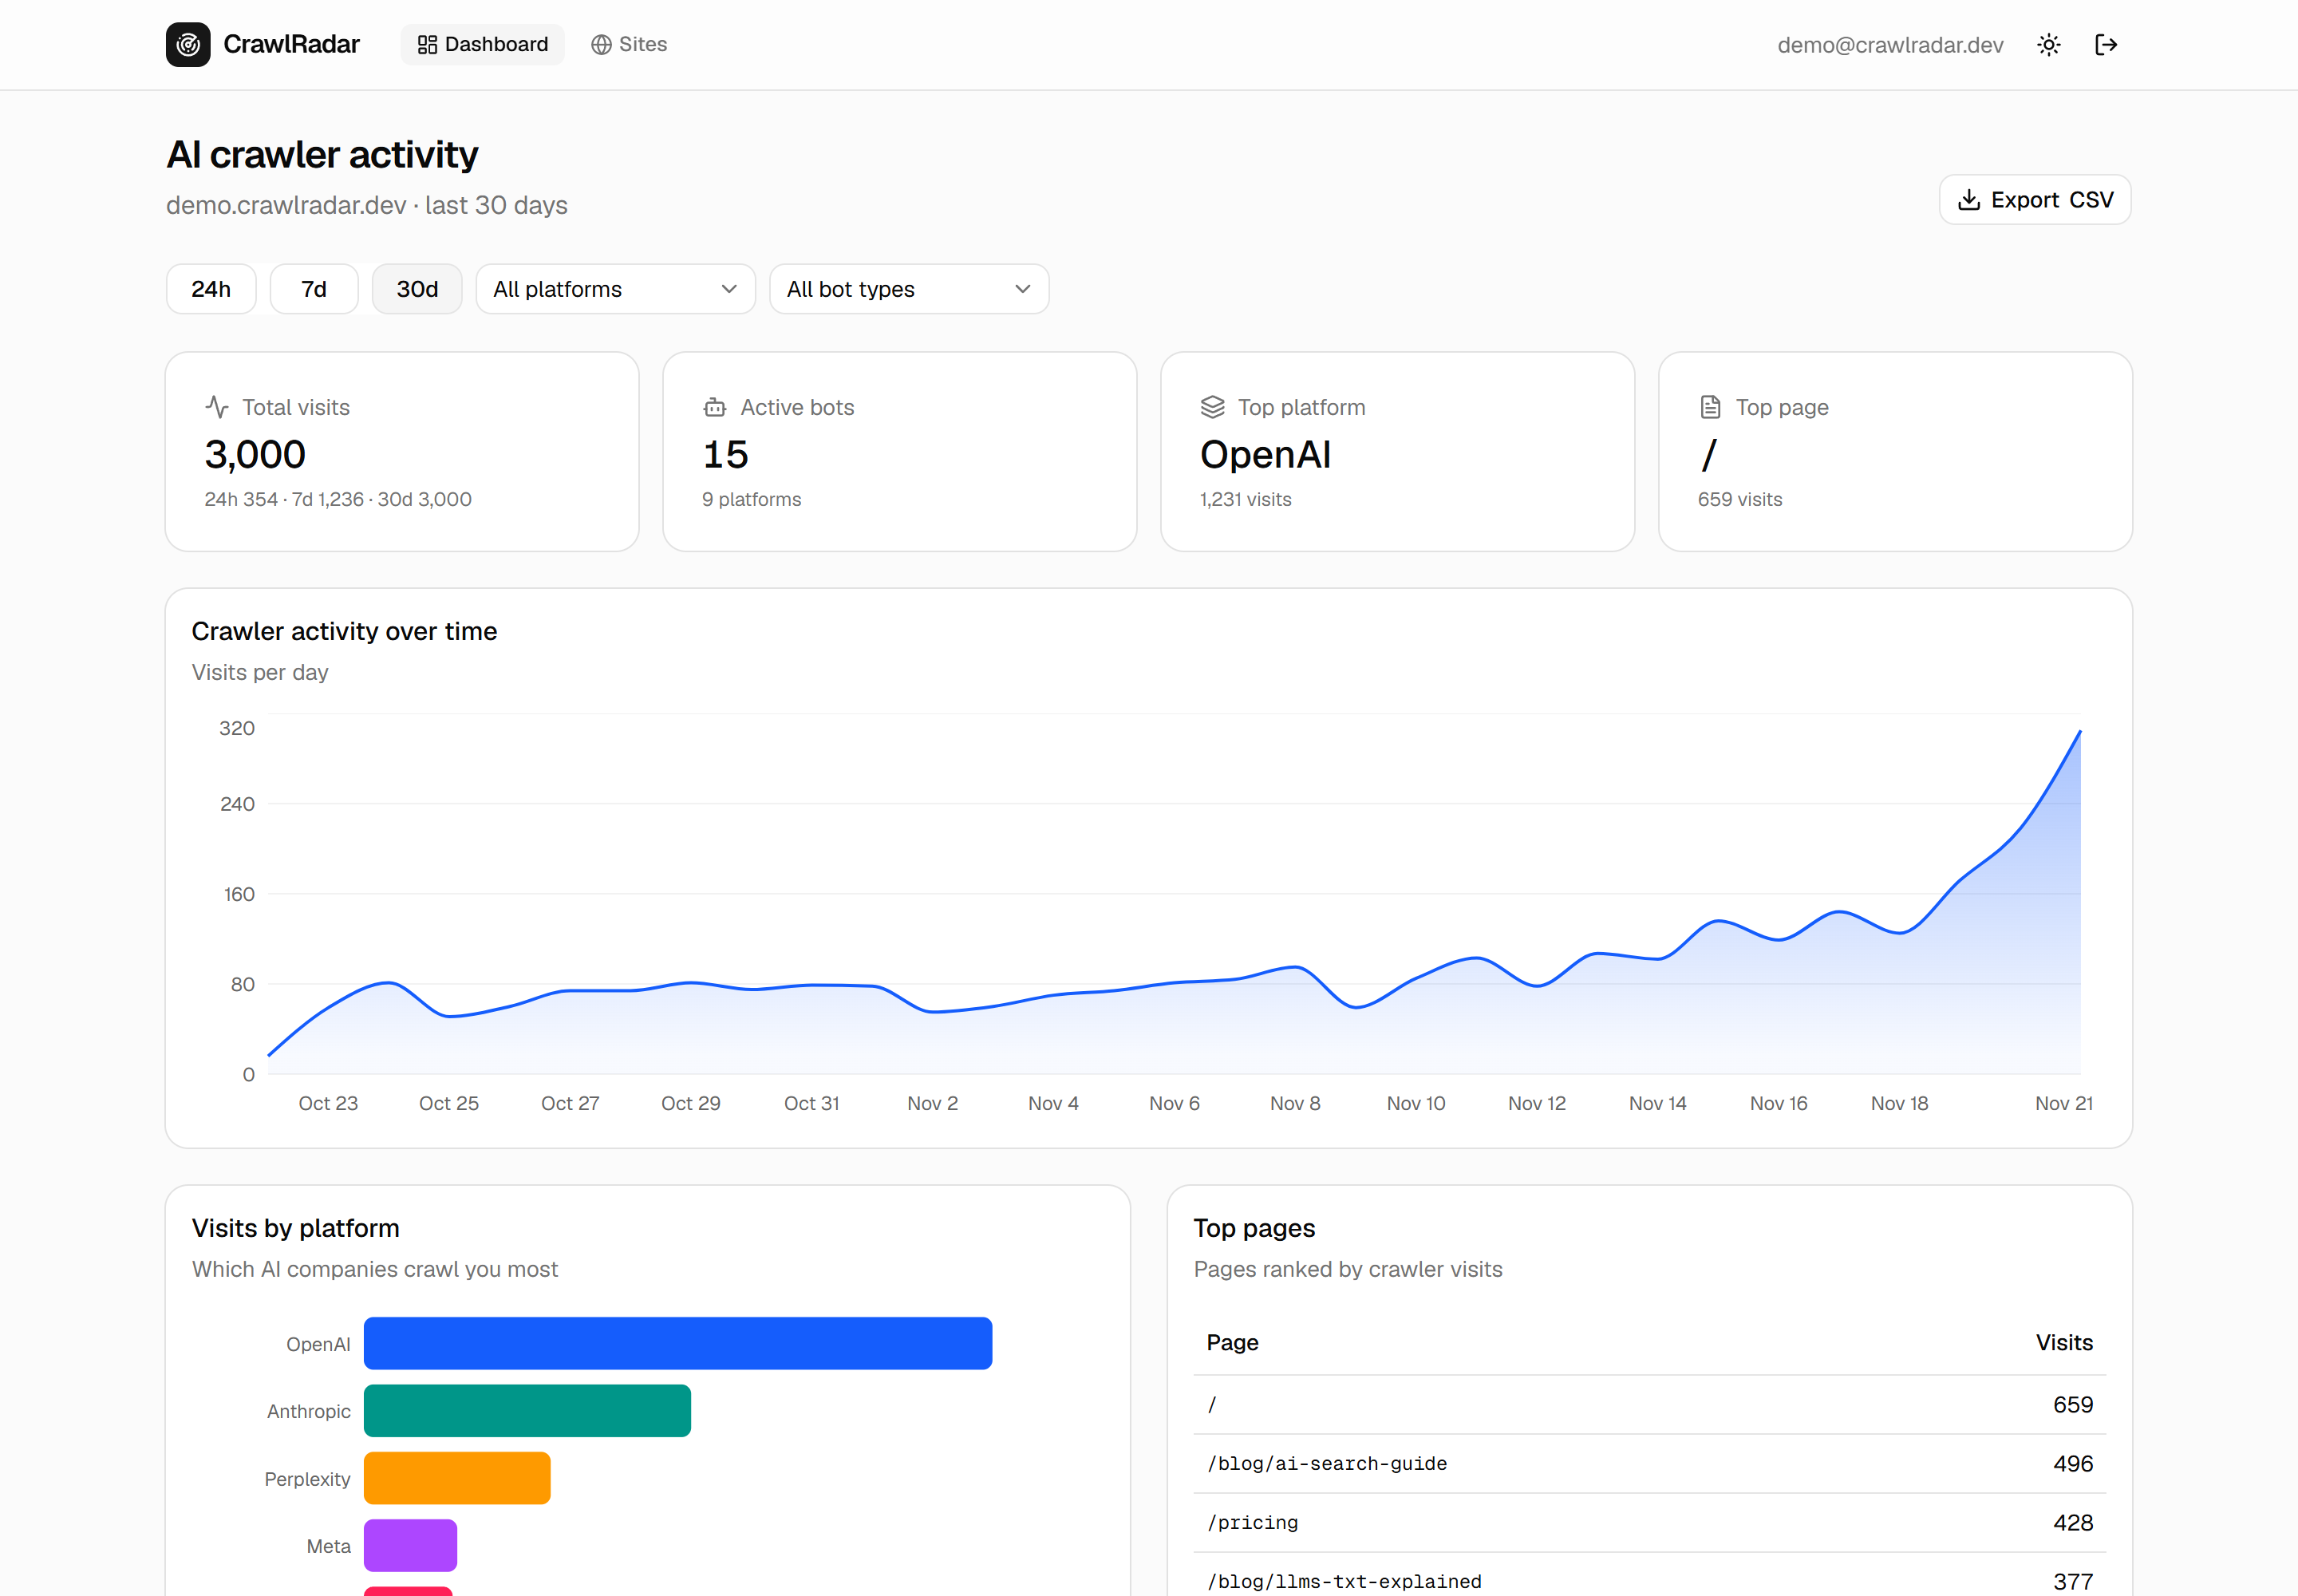 CrawlRadar
Dashboard
Sites
demo@crawlradar.dev
AI crawler activity
demo.crawlradar.dev · last 30 days
Export CSV
24h
7d
30d
All platforms
All bot types
Total visits
3,000
24h 354 · 7d 1,236 · 30d 3,000
Active bots
15
9 platforms
Top platform
OpenAI
1,231 visits
Top page
/
659 visits
Crawler activity over time
Visits per day
320
240
160
80
0
Oct 23
Oct 25
Oct 27
Oct 29
Oct 31
Nov 2
Nov 4
Nov 6
Nov 8
Nov 10
Nov 12
Nov 14
Nov 16
Nov 18
Nov 21
Visits by platform
Which AI companies crawl you most
OpenAI
Anthropic
Perplexity
Meta
Top pages
Pages ranked by crawler visits
Page Visits
/ 659
/blog/ai-search-guide 496
/pricing 428
/blog/llms-txt-explained 377